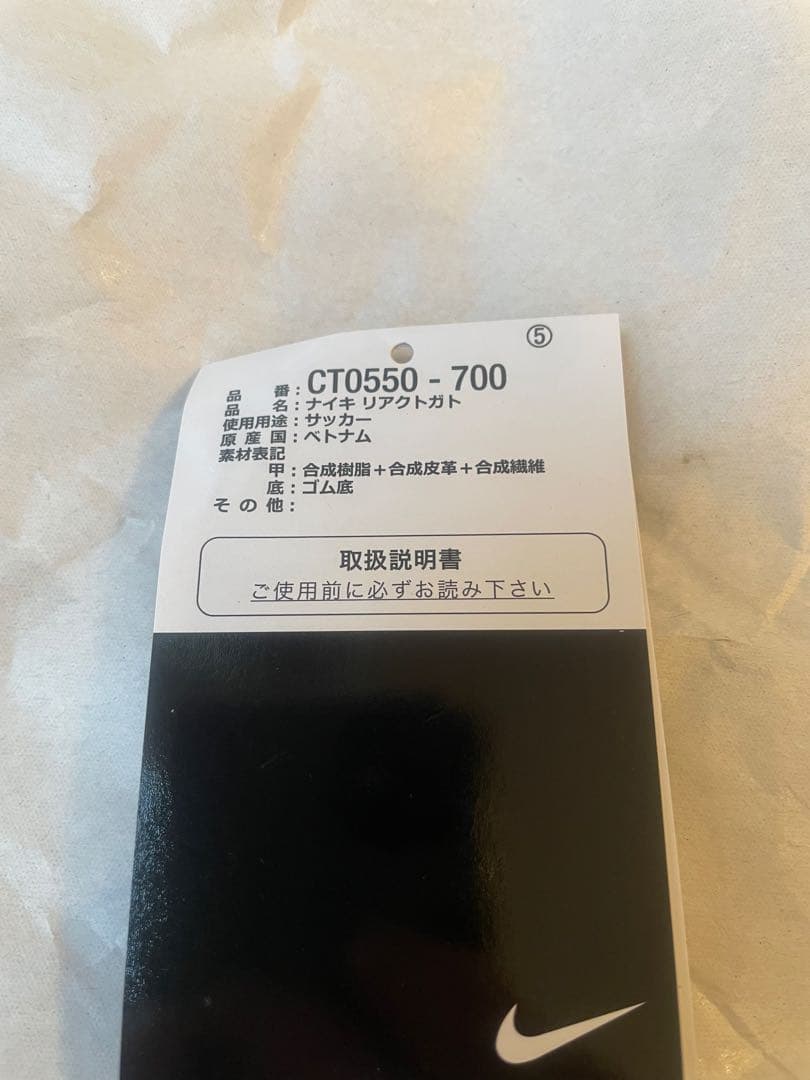 ⑤
品番：CT0550 - 700
品名：ナイキ リアクトガト
使用用途：サッカー
原産国：ベトナム
素材表記
甲：合成樹脂＋合成皮革＋合成繊維
底：ゴム底
その他：
取扱説明書
ご使用前に必ずお読み下さい